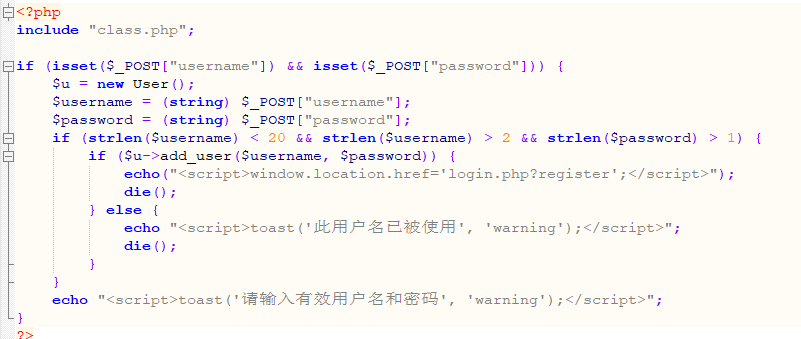 <?php
include "class.php";
if (isset($_POST["username"]) && isset($_POST["password"])) {
$u = new User();
$username = (string) $_POST["username"];
$password = (string) $_POST["password"];
if (strlen($username) < 20 && strlen($username) > 2 && strlen($password) > 1) {
if ($u->add_user($username, $password)) {
echo("<script>window.location.href='login.php?register';</script>");
die();
} else {
echo "<script>toast('此用户名已被使用', 'warning');</script>";
die();
}
}
echo "<script>toast('请输入有效用户名和密码', 'warning');</script>";
}
?>